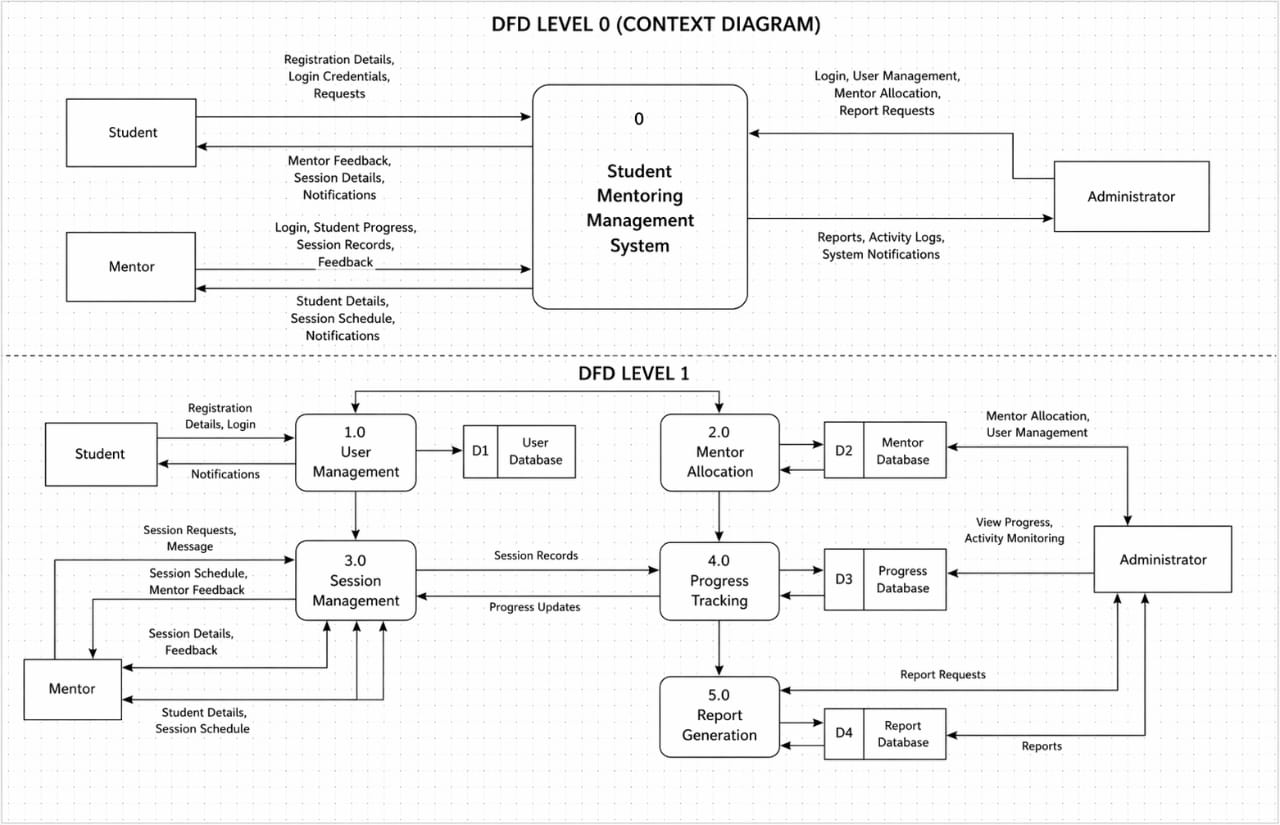 DFD LEVEL 0 (CONTEXT DIAGRAM)
Registration Details,
Login Credentials,
Requests
Student
Mentor Feedback,
Session Details,
Notifications
Login, Student Progress,
Session Records,
Feedback
Mentor
Student Details,
Session Schedule,
Notifications
0
Student
Mentoring
Management
System
Login, User Management,
Mentor Allocation,
Report Requests
Administrator
Reports, Activity Logs,
System Notifications
DFD LEVEL 1
Registration
Details, Login
Student
Notifications
1.0
User
Management
D1
User
Database
2.0
Mentor
Allocation
D2
Mentor
Database
Mentor Allocation,
User Management
Session Requests,
Message
Session Schedule,
Mentor Feedback
3.0
Session
Management
Session Records
Progress Updates
4.0
Progress
Tracking
D3
Progress
Database
View Progress,
Activity Monitoring
Administrator
Session Details,
Feedback
Mentor
Student Details,
Session Schedule
5.0
Report
Generation
Report Requests
D4
Report
Database
Reports